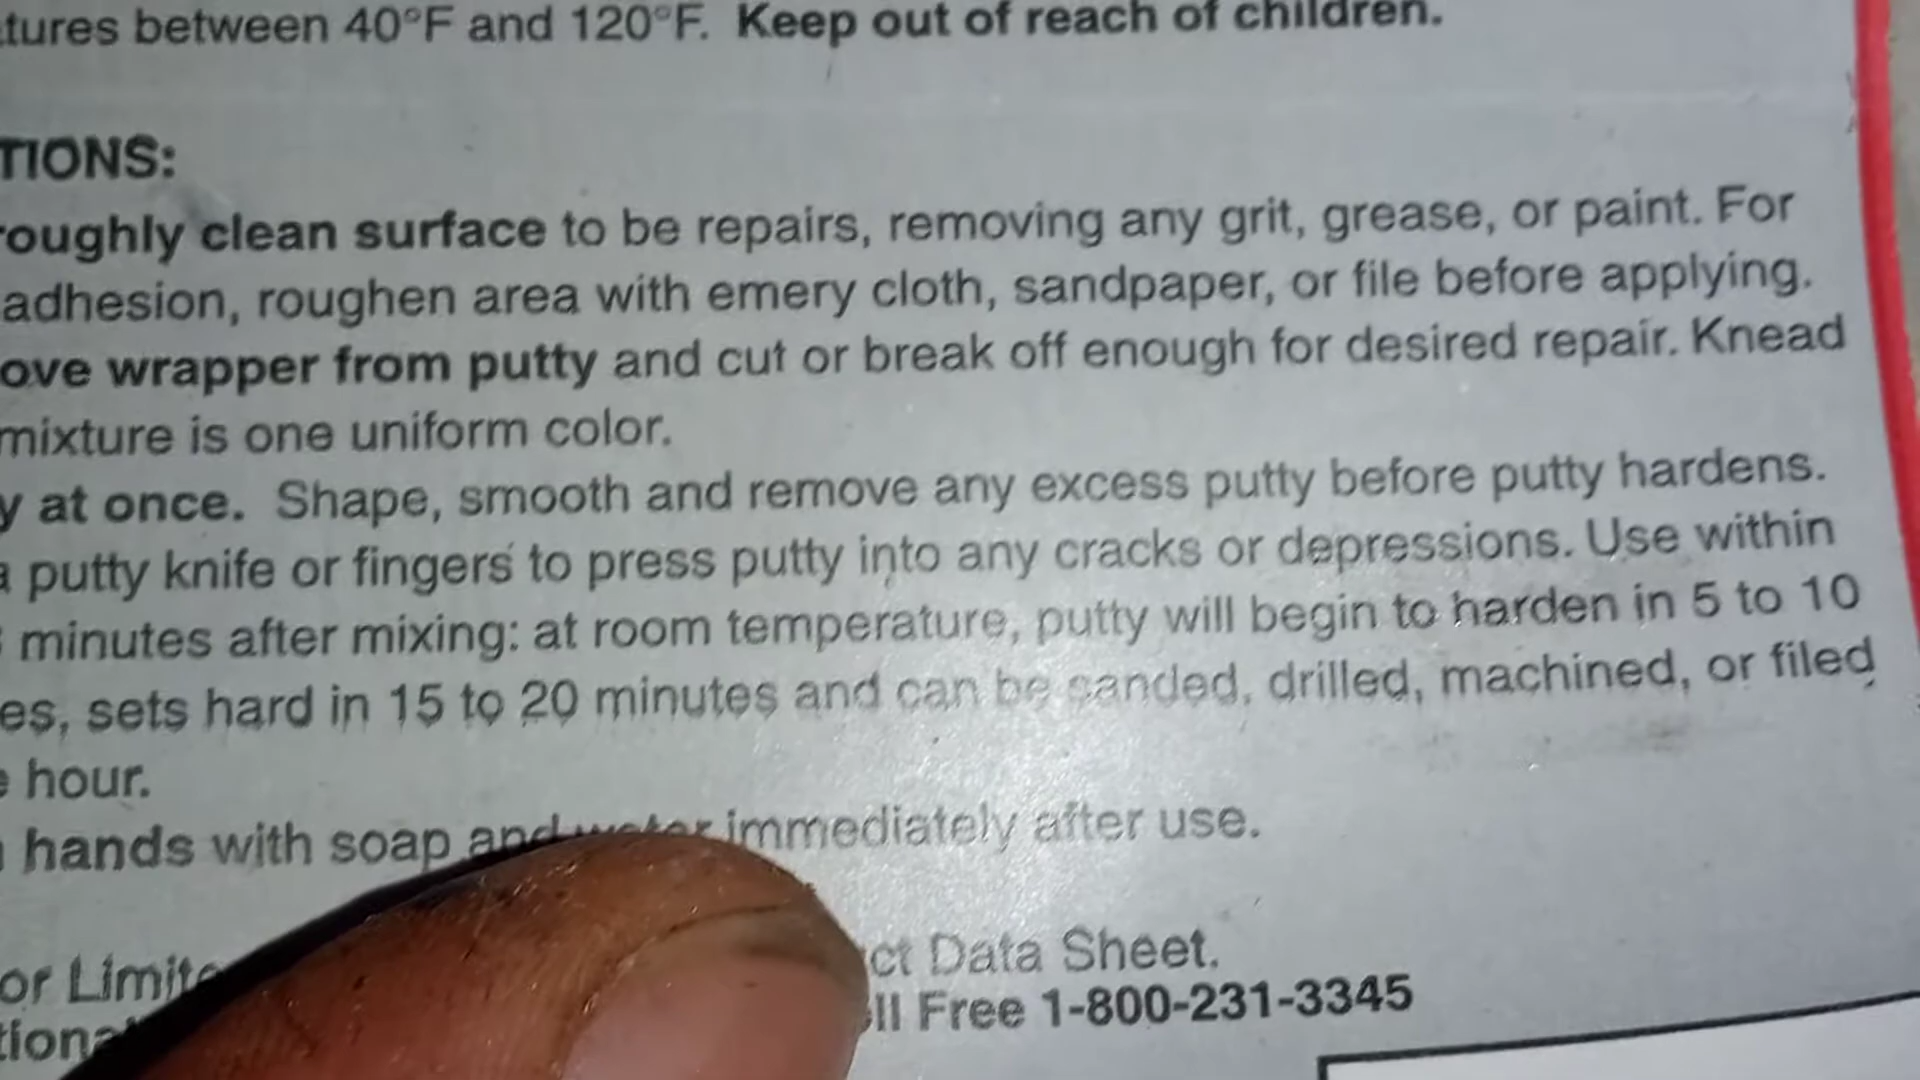 tures between 40°F and 120°F. Keep out of reach of children.
TIONS:
roughly clean surface to be repairs, removing any grit, grease, or paint. For
adhesion, roughen area with emery cloth, sandpaper, or file before applying.
ove wrapper from putty and cut or break off enough for desired repair. Knead
mixture is one uniform color.
y at once. Shape, smooth and remove any excess putty before putty hardens.
a putty knife or fingers to press putty into any cracks or depressions. Use within
minutes after mixing: at room temperature, putty will begin to harden in 5 to 10
es, sets hard in 15 to 20 minutes and can be sanded, drilled, machined, or filed
hour.
hands with soap and water immediately after use.
or Limite ct Data Sheet.
tiona ll Free 1-800-231-3345